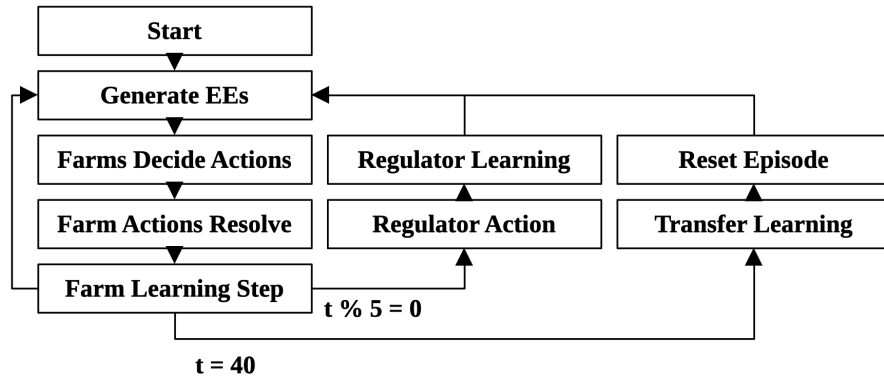 Start
Generate EEs
Farms Decide Actions
Regulator Learning
Reset Episode
Farm Actions Resolve
Regulator Action
Transfer Learning
Farm Learning Step
t % 5 = 0
t = 40